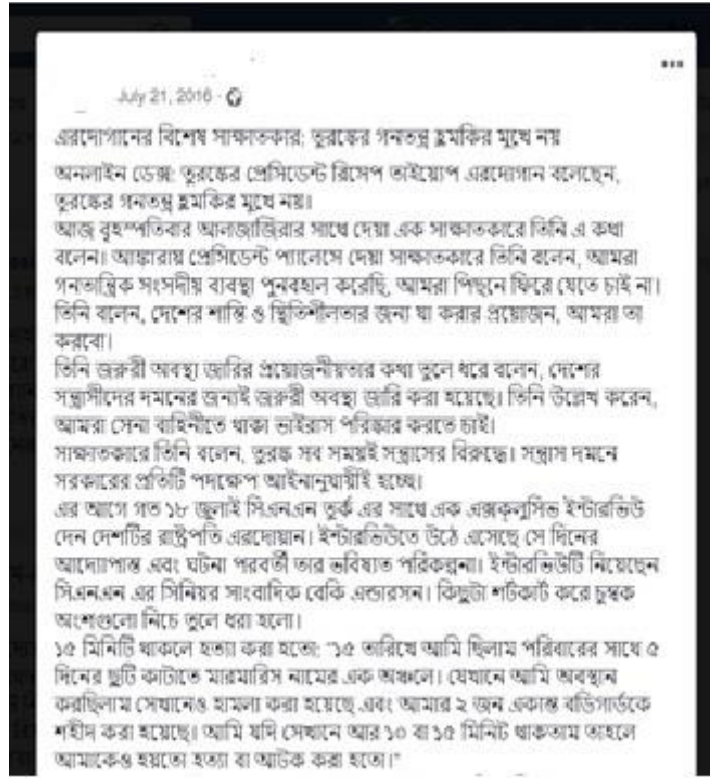 July 21, 2016 ·
এরদোগানের বিশেষ সাক্ষাতকার: তুরস্কের গনতন্ত্র হুমকির মুখে নয়
অনলাইন ডেস্ক: তুরস্কের প্রেসিডেন্ট রিসেপ তাইয়্যেপ এরদোগান বলেছেন,
তুরস্কের গনতন্ত্র হুমকির মুখে নয়।
আজ বৃহস্পতিবার আলজাজিরার সাথে দেয়া এক সাক্ষাতকারে তিনি এ কথা
বলেন। আঙ্কারায় প্রেসিডেন্ট প্যালেসে দেয়া সাক্ষাতকারে তিনি বলেন, আমরা
গনতান্ত্রিক সংসদীয় ব্যবস্থা পুনবহাল করেছি, আমরা পিছনে ফিরে যেতে চাই না।
তিনি বলেন, দেশের শান্তি ও স্থিতিশীলতার জন্য যা করার প্রয়োজন, আমরা তা
করবো।
তিনি জরুরী অবস্থা জারির প্রয়োজনীয়তার কথা তুলে ধরে বলেন, দেশের
সন্ত্রাসীদের দমনের জন্যই জরুরী অবস্থা জারি করা হয়েছে। তিনি উল্লেখ করেন,
আমরা সেনা বাহিনীতে থাকা ভাইরাস পরিষ্কার করতে চাই।
সাক্ষাতকারে তিনি বলেন, তুরস্ক সব সময়ই সন্ত্রাসের বিরুদ্ধে। সন্ত্রাস দমনে
সরকারের প্রতিটি পদক্ষেপ আইনানুযায়ীই হচ্ছে।
এর আগে গত ১৮ জুলাই সিএনএন তুর্ক এর সাথে এক এক্সক্লুসিভ ইন্টারভিউ
দেন দেশটির রাষ্ট্রপতি এরদোয়ান। ইন্টারভিউতে উঠে এসেছে সে দিনের
আদ্যোপান্ত এবং ঘটনা পরবর্তী তার ভবিষ্যত পরিকল্পনা। ইন্টারভিউটি নিয়েছেন
সিএনএন এর সিনিয়র সাংবাদিক বেকি এন্ডারসন। কিছুটা শর্টকার্ট করে চুম্বক
অংশগুলো নিচে তুলে ধরা হলো।
১৫ মিনিটি থাকলে হত্যা করা হতো: "১৫ তারিখে আমি ছিলাম পরিবারের সাথে ৫
দিনের ছুটি কাটাতে মারমারিস নামের এক অঞ্চলে। যেখানে আমি অবস্থান
করছিলাম সেখানেও হামলা করা হয়েছে এবং আমার ২ জন একান্ত বডিগার্ডকে
শহীদ করা হয়েছে। আমি যদি সেখানে আর ১০ বা ১৫ মিনিট থাকতাম তাহলে
আমাকেও হয়তো হত্যা বা আটক করা হতো।"